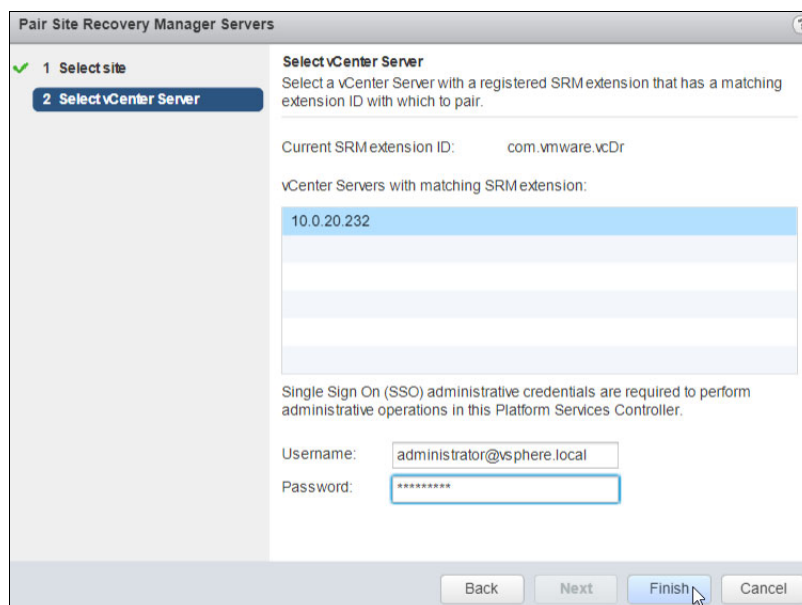 Pair Site Recovery Manager Servers
?
1 Select site
2 Select vCenter Server
Select vCenter Server
Select a vCenter Server with a registered SRM extension that has a matching
extension ID with which to pair.
Current SRM extension ID: com.vmware.vcDr
vCenter Servers with matching SRM extension:
10.0.20.232
Single Sign On (SSO) administrative credentials are required to perform
administrative operations in this Platform Services Controller.
Username: administrator@vsphere.local
Password: *********
Back Next Finish Cancel